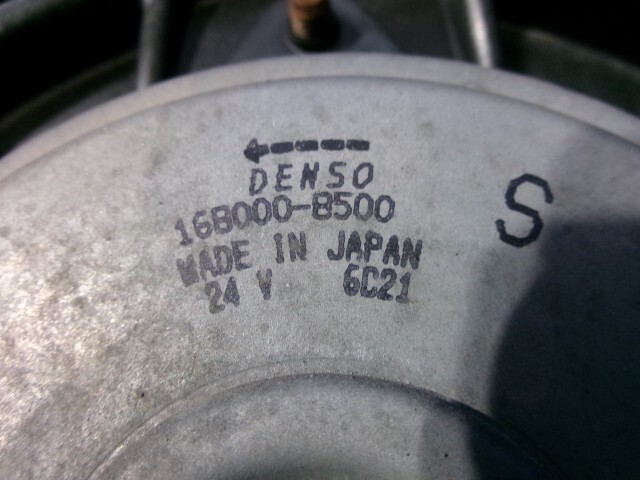 DENSO
168000-8500
MADE IN JAPAN
24 V 6C21
S